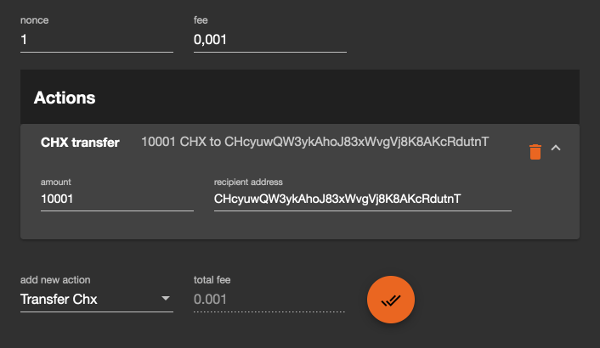 nonce fee
1 0,001
Actions
CHX transfer 10001 CHX to CHcyuwQW3ykAhoJ83xWvgVj8K8AKcRdutnT
amount recipient address
10001 CHcyuwQW3ykAhoJ83xWvgVj8K8AKcRdutnT
add new action total fee
Transfer Chx 0.001